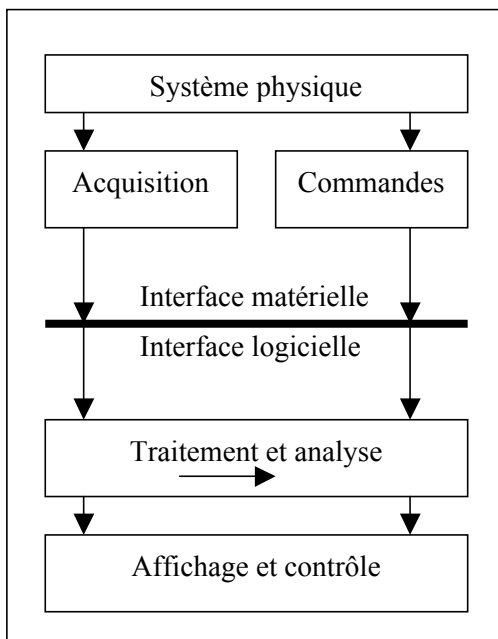 Système physique
Acquisition
Commandes
Interface matérielle
Interface logicielle
Traitement et analyse
Affichage et contrôle